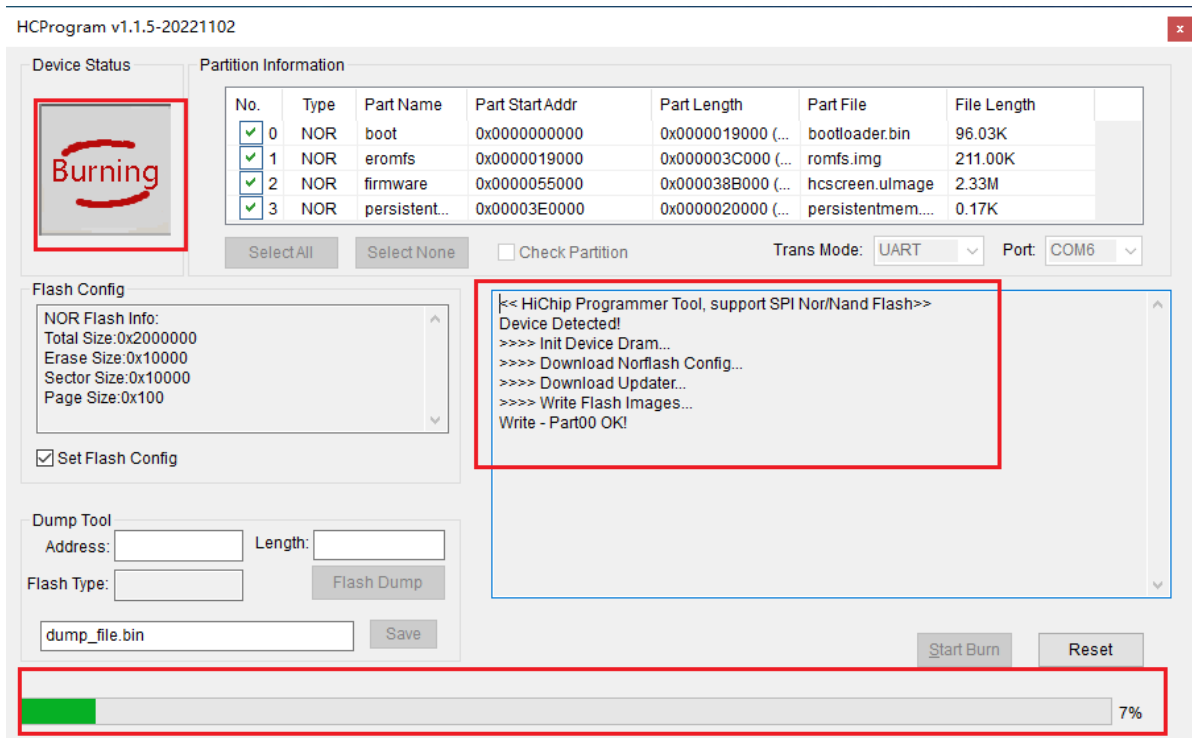 HCProgram v1.1.5-20221102
x
Device Status
Burning
Partition Information
No. Type Part Name Part Start Addr Part Length Part File File Length
0 NOR boot 0x0000000000 0x0000019000 (... bootloader.bin 96.03K
1 NOR eromfs 0x0000019000 0x000003C000 (... romfs.img 211.00K
2 NOR firmware 0x0000055000 0x000038B000 (... hcscreen.uImage 2.33M
3 NOR persistent... 0x00003E0000 0x0000020000 (... persistentmem.... 0.17K
Select All Select None Check Partition Trans Mode: UART Port: COM6
Flash Config
NOR Flash Info:
Total Size:0x2000000
Erase Size:0x10000
Sector Size:0x10000
Page Size:0x100
Set Flash Config
<< HiChip Programmer Tool, support SPI Nor/Nand Flash>>
Device Detected!
>>>> Init Device Dram...
>>>> Download Norflash Config...
>>>> Download Updater...
>>>> Write Flash Images...
Write - Part00 OK!
Dump Tool
Address: Length:
Flash Type: Flash Dump
dump_file.bin Save
Start Burn Reset
7%